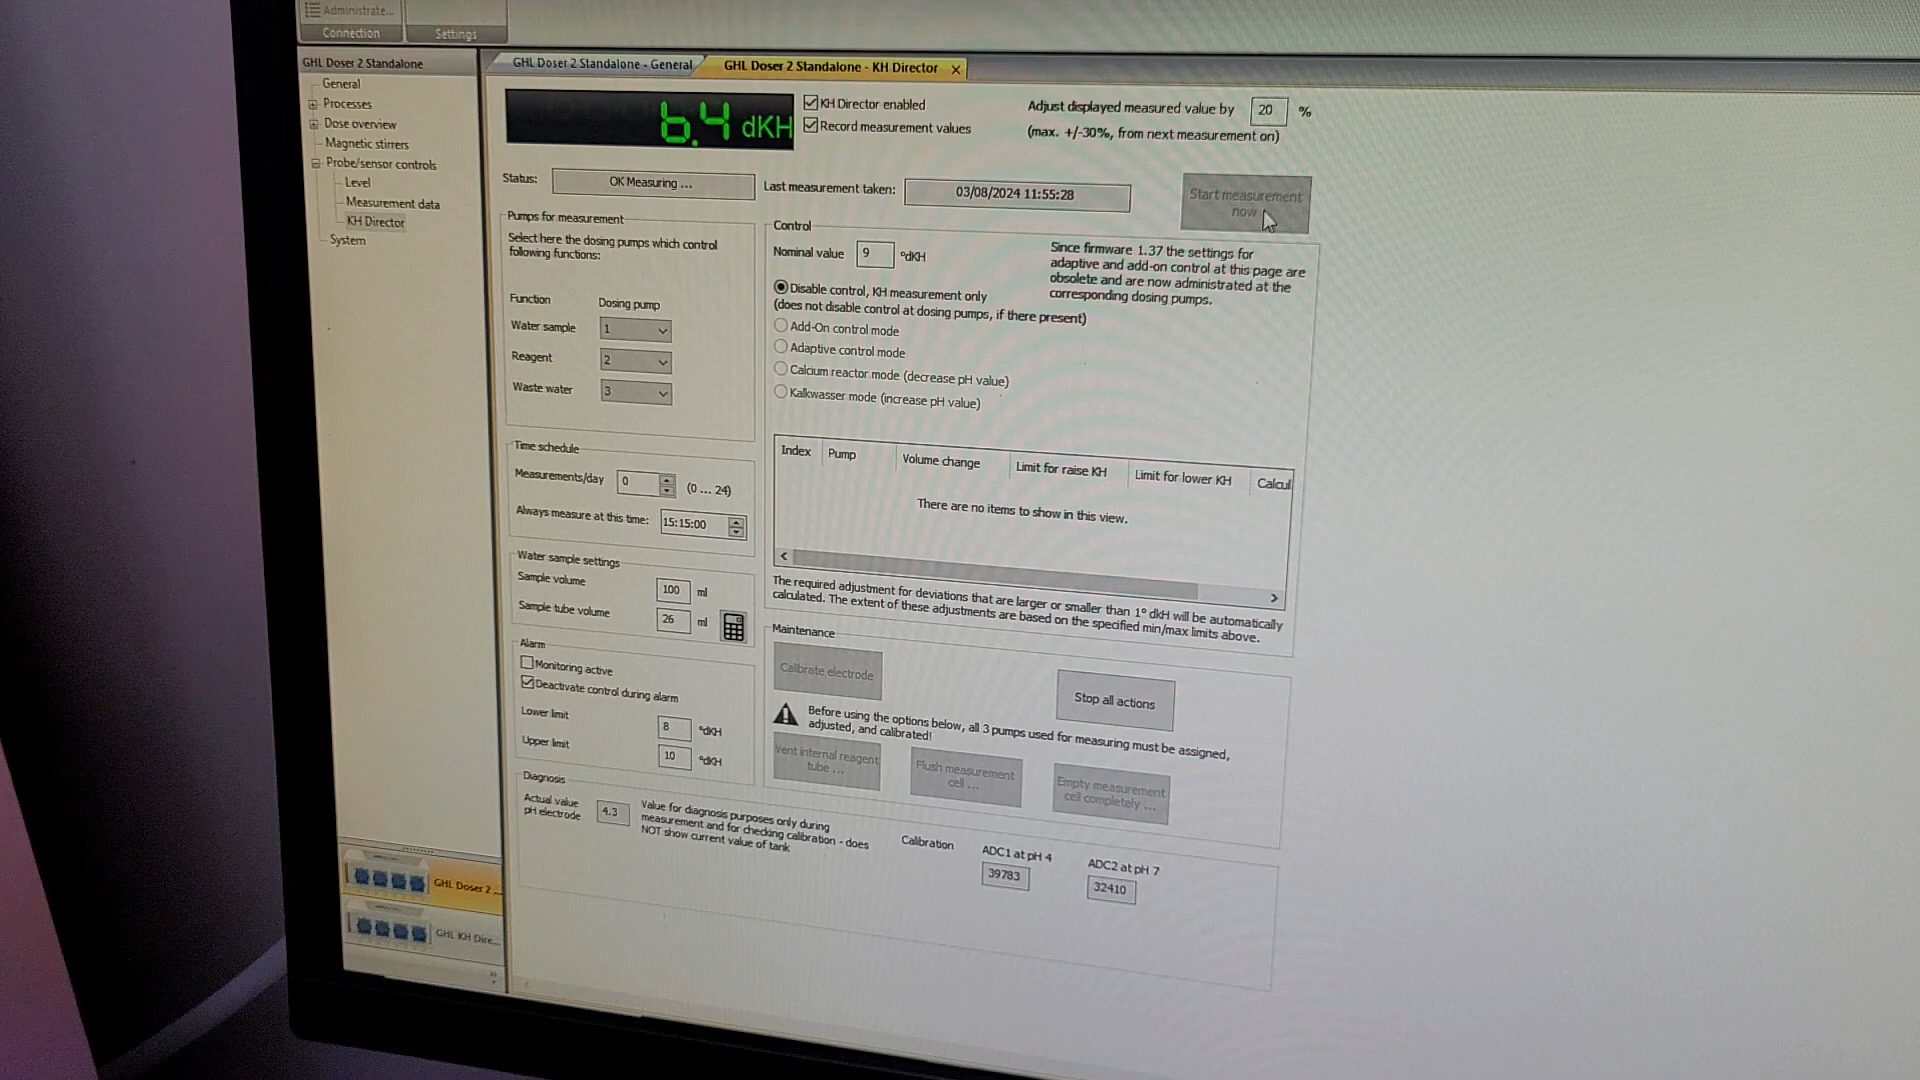 Administrate...
Connection
Settings
GHL Doser 2 Standalone
General
Processes
Dose overview
Magnetic stirrers
Probe/sensor controls
Level
Measurement data
KH Director
System
GHL Doser 2 ...
GHL KH Dire...
GHL Doser 2 Standalone - General
GHL Doser 2 Standalone - KH Director
6.4 dKH
KH Director enabled
Record measurement values
Adjust displayed measured value by 20 %
(max. +/-30%, from next measurement on)
Status: OK Measuring ...
Last measurement taken: 03/08/2024 11:55:28
Start measurement
now
Pumps for measurement
Select here the dosing pumps which control
following functions:
Function Dosing pump
Water sample 1
Reagent 2
Waste water 3
Time schedule
Measurements/day 0 (0 ... 24)
Always measure at this time: 15:15:00
Water sample settings
Sample volume 100 ml
Sample tube volume 26 ml
Alarm
Monitoring active
Deactivate control during alarm
Lower limit 8 °dKH
Upper limit 10 °dKH
Control
Nominal value 9 °dKH
Since firmware 1.37 the settings for
adaptive and add-on control at this page are
obsolete and are now administrated at the
corresponding dosing pumps.
Disable control, KH measurement only
(does not disable control at dosing pumps, if there present)
Add-On control mode
Adaptive control mode
Calcium reactor mode (decrease pH value)
Kalkwasser mode (increase pH value)
Index Pump Volume change Limit for raise KH Limit for lower KH Calcul
There are no items to show in this view.
The required adjustment for deviations that are larger or smaller than 1° dkH will be automatically
calculated. The extent of these adjustments are based on the specified min/max limits above.
Maintenance
Calibrate electrode
Stop all actions
Before using the options below, all 3 pumps used for measuring must be assigned,
adjusted, and calibrated!
Vent internal reagent
tube ...
Flush measurement
cell ...
Empty measurement
cell completely ...
Diagnosis
Actual value
pH electrode
4.3
Value for diagnosis purposes only during
measurement and for checking calibration - does
NOT show current value of tank
Calibration
ADC1 at pH 4
39783
ADC2 at pH 7
32410